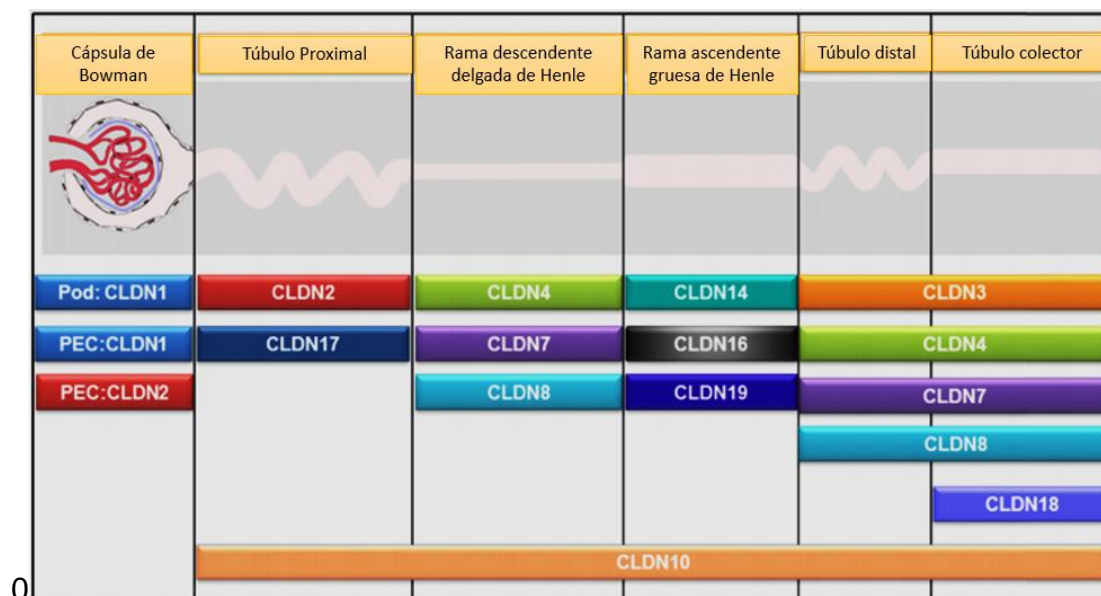 Cápsula de
Bowman
Túbulo Proximal
Rama descendente
delgada de Henle
Rama ascendente
gruesa de Henle
Túbulo distal
Túbulo colector
Pod: CLDN1
CLDN2
CLDN4
CLDN14
CLDN3
PEC:CLDN1
CLDN17
CLDN7
CLDN16
CLDN4
PEC:CLDN2
CLDN8
CLDN19
CLDN7
CLDN8
CLDN18
CLDN10
0